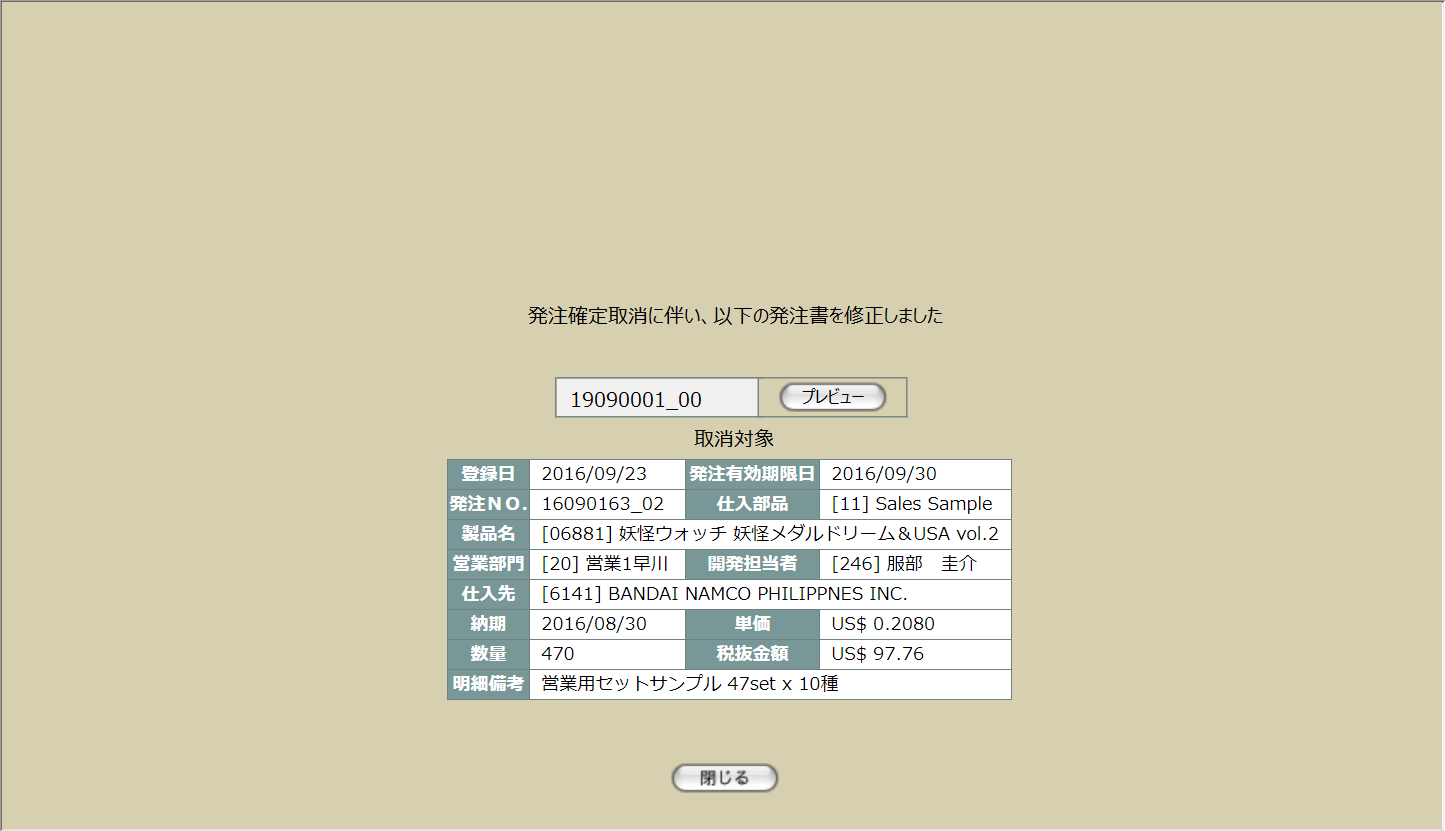 発注確定取消に伴い、以下の発注書を修正しました
19090001_00 プレビュー
取消対象
登録日 2016/09/23 発注有効期限日 2016/09/30
発注ＮＯ. 16090163_02 仕入部品 [11] Sales Sample
製品名 [06881] 妖怪ウォッチ 妖怪メダルドリーム＆USA vol.2
営業部門 [20] 営業1早川 開発担当者 [246] 服部　圭介
仕入先 [6141] BANDAI NAMCO PHILIPPNES INC.
納期 2016/08/30 単価 US$ 0.2080
数量 470 税抜金額 US$ 97.76
明細備考 営業用セットサンプル 47set x 10種
閉じる